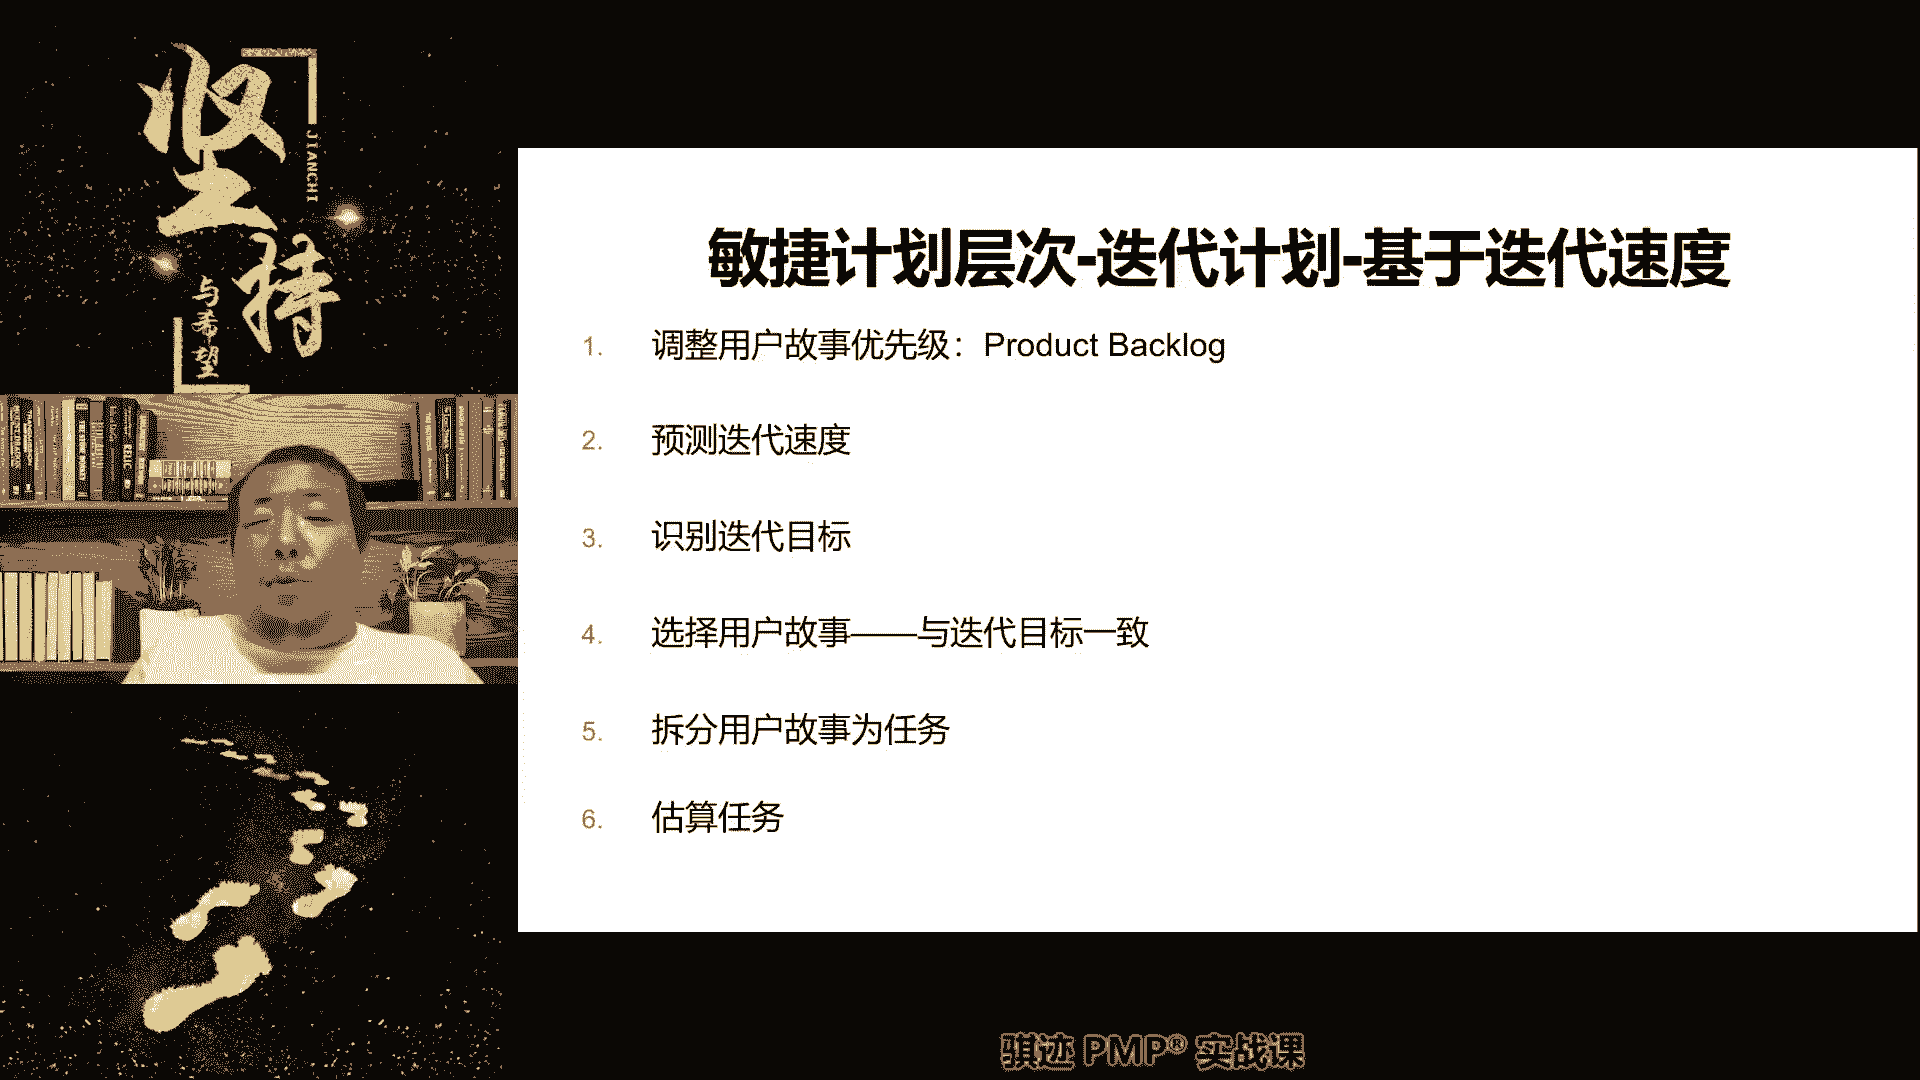 坚持
JIANCHI
与希望
敏捷计划层次-迭代计划-基于迭代速度
1. 调整用户故事优先级：Product Backlog
2. 预测迭代速度
3. 识别迭代目标
4. 选择用户故事——与迭代目标一致
5. 拆分用户故事为任务
6. 估算任务
骐迹 PMP® 实战课